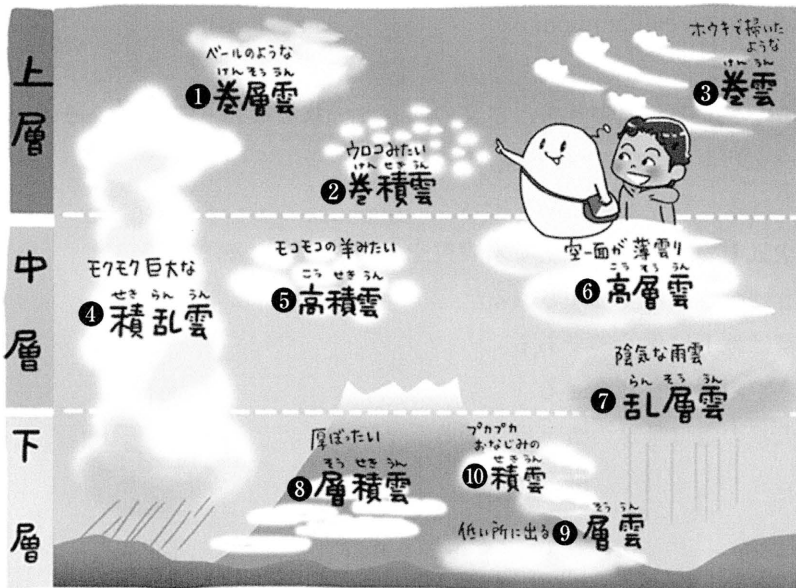 上層
ベールのような
けんそううん
❶巻層雲
ウロコみたい
けんせきうん
❷巻積雲
ホウキで掃いた
ような
けんうん
❸巻雲
中層
モクモク巨大な
せきらんうん
❹積乱雲
モコモコの羊みたい
こうせきうん
❺高積雲
空一面が薄曇り
こうそううん
❻高層雲
陰気な雨雲
らんそううん
❼乱層雲
下層
厚ぼったい
そうせきうん
❽層積雲
プカプカ
おなじみの
せきうん
❿積雲
そううん
低い所に出る❾層雲